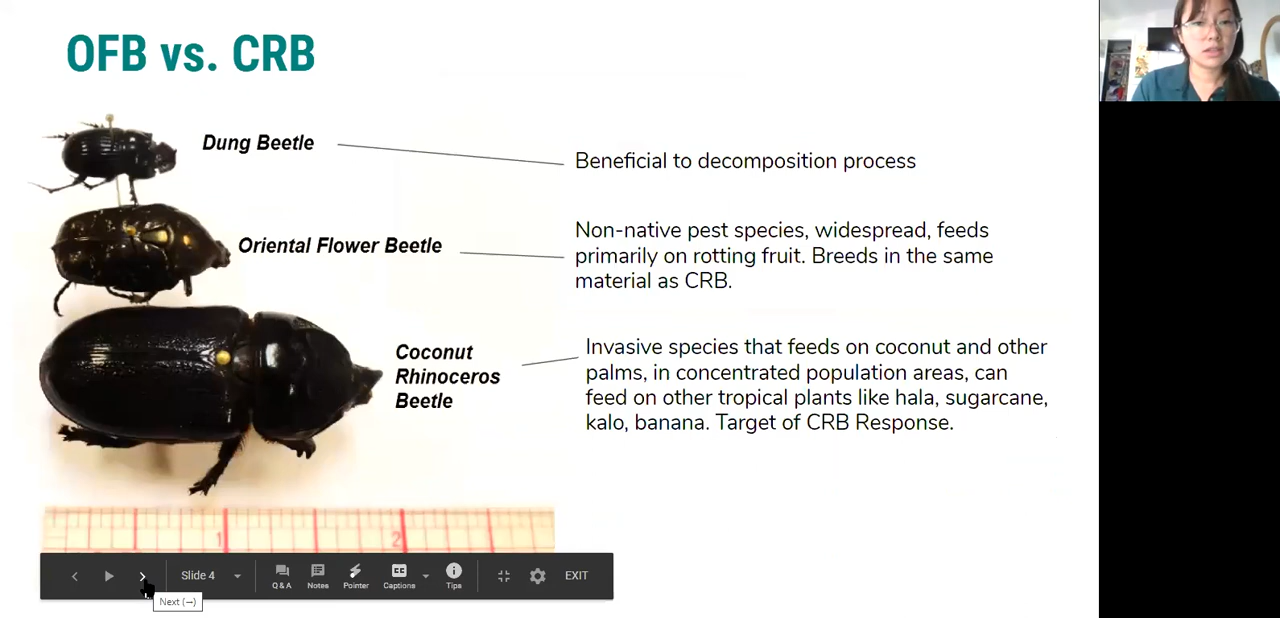 OFB vs. CRB
Dung Beetle
Beneficial to decomposition process
Oriental Flower Beetle
Non-native pest species, widespread, feeds
primarily on rotting fruit. Breeds in the same
material as CRB.
Coconut
Rhinoceros
Beetle
Invasive species that feeds on coconut and other
palms, in concentrated population areas, can
feed on other tropical plants like hala, sugarcane,
kalo, banana. Target of CRB Response.
1
2
Slide 4
Q & A
Notes
Pointer
Captions
Tips
EXIT
Next (→)